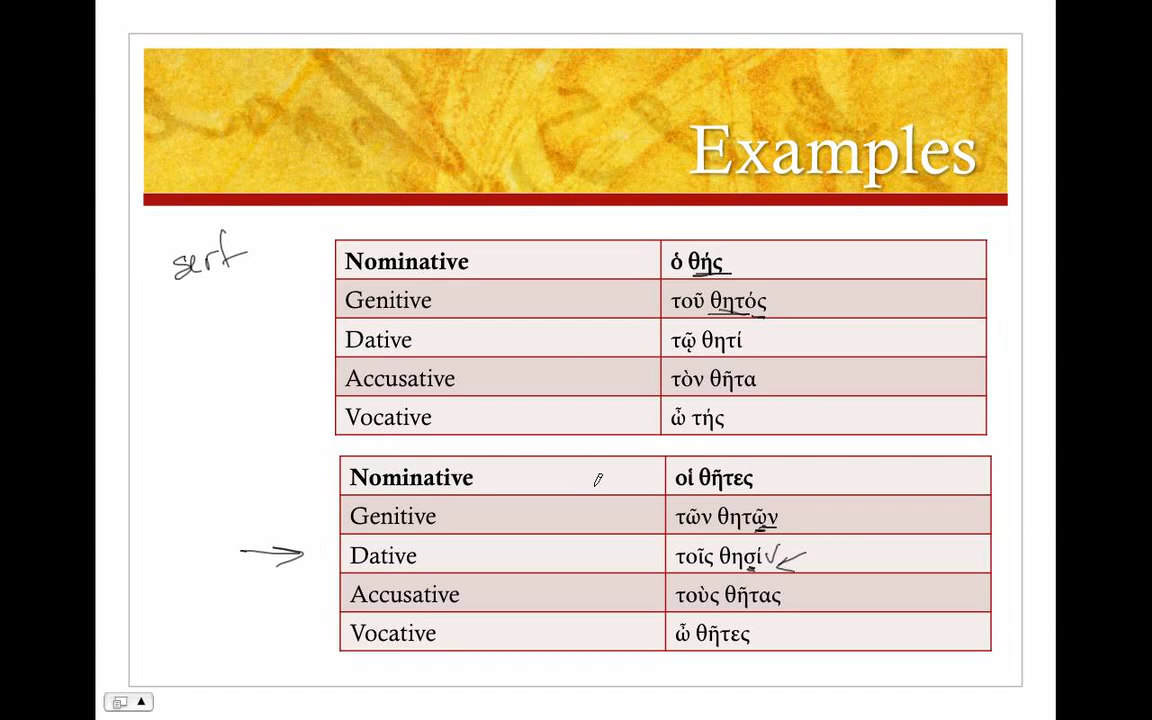 Examples
serf
Nominative ὁ θής
Genitive τοῦ θητός
Dative τῷ θητί
Accusative τὸν θῆτα
Vocative ὦ τής
Nominative οἱ θῆτες
Genitive τῶν θητῶν
Dative τοῖς θησί
Accusative τοὺς θῆτας
Vocative ὦ θῆτες